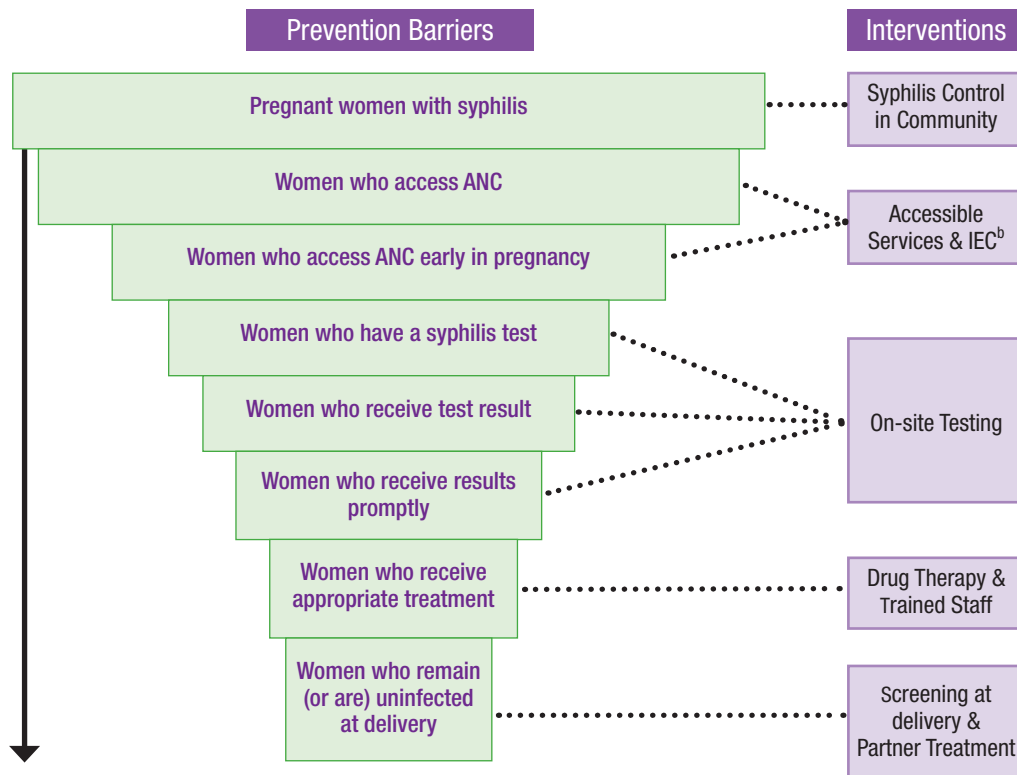 Prevention Barriers
Interventions
Pregnant women with syphilis
Syphilis Control
in Community
Women who access ANC
Accessible
Services & IECᵇ
Women who access ANC early in pregnancy
Women who have a syphilis test
Women who receive test result
On-site Testing
Women who receive results
promptly
Women who receive
appropriate treatment
Drug Therapy &
Trained Staff
Women who remain
(or are) uninfected
at delivery
Screening at
delivery &
Partner Treatment